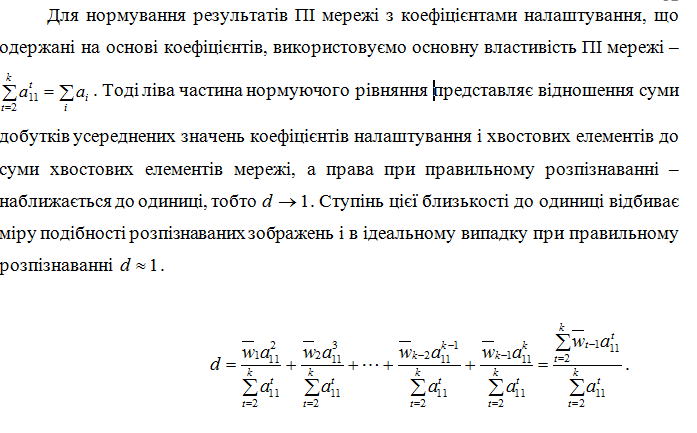 Для нормування результатів ПІ мережі з коефіцієнтами налаштування, що
одержані на основі коефіцієнтів, використовуємо основну властивість ПІ мережі –
$\sum_{t=2}^{k} a_{11}^{t} = \sum_{i} a_i$ . Тоді ліва частина нормуючого рівняння представляє відношення суми
добутків усереднених значень коефіцієнтів налаштування і хвостових елементів до
суми хвостових елементів мережі, а права при правильному розпізнаванні –
наближається до одиниці, тобто $d \to 1$. Ступінь цієї близькості до одиниці відбиває
міру подібності розпізнаваних зображень і в ідеальному випадку при правильному
розпізнаванні $d \approx 1$.
$d = \frac{\overline{w}_1 a_{11}^{2}}{\sum_{t=2}^{k} a_{11}^{t}} + \frac{\overline{w}_2 a_{11}^{3}}{\sum_{t=2}^{k} a_{11}^{t}} + \cdots + \frac{\overline{w}_{k-2} a_{11}^{k-1}}{\sum_{t=2}^{k} a_{11}^{t}} + \frac{\overline{w}_{k-1} a_{11}^{k}}{\sum_{t=2}^{k} a_{11}^{t}} = \frac{\sum_{t=2}^{k} \overline{w}_{t-1} a_{11}^{t}}{\sum_{t=2}^{k} a_{11}^{t}}$ .